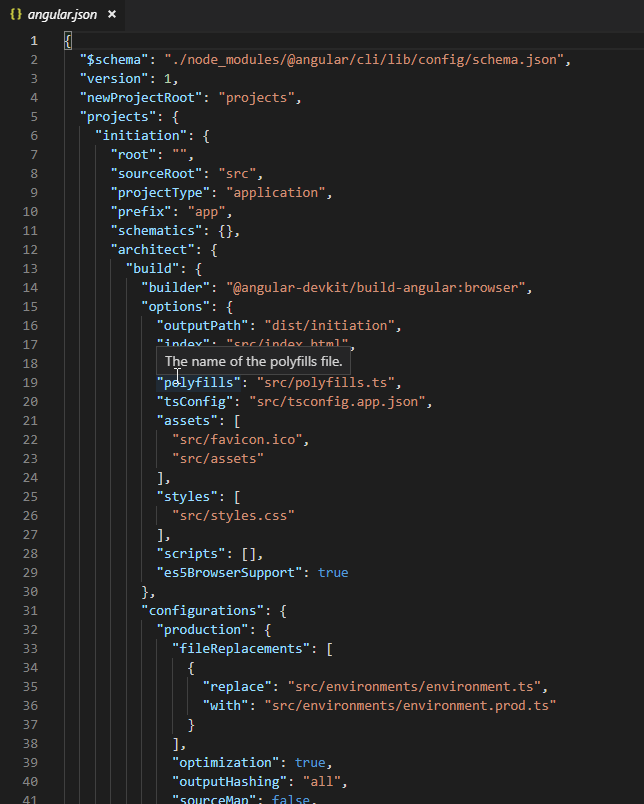 {} angular.json ×
1 {
2 "$schema": "./node_modules/@angular/cli/lib/config/schema.json",
3 "version": 1,
4 "newProjectRoot": "projects",
5 "projects": {
6 "initiation": {
7 "root": "",
8 "sourceRoot": "src",
9 "projectType": "application",
10 "prefix": "app",
11 "schematics": {},
12 "architect": {
13 "build": {
14 "builder": "@angular-devkit/build-angular:browser",
15 "options": {
16 "outputPath": "dist/initiation",
17 "index": "src/index.html",
18 The name of the polyfills file.
19 "polyfills": "src/polyfills.ts",
20 "tsConfig": "src/tsconfig.app.json",
21 "assets": [
22 "src/favicon.ico",
23 "src/assets"
24 ],
25 "styles": [
26 "src/styles.css"
27 ],
28 "scripts": [],
29 "es5BrowserSupport": true
30 },
31 "configurations": {
32 "production": {
33 "fileReplacements": [
34 {
35 "replace": "src/environments/environment.ts",
36 "with": "src/environments/environment.prod.ts"
37 }
38 ],
39 "optimization": true,
40 "outputHashing": "all",
41 "sourceMap": false,